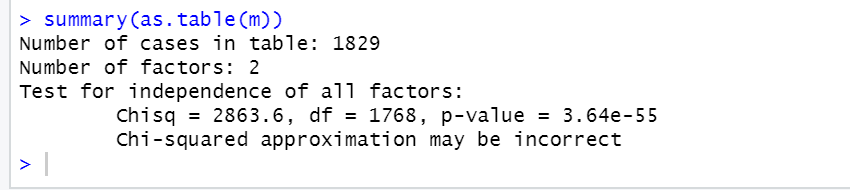 > summary(as.table(m))
Number of cases in table: 1829
Number of factors: 2
Test for independence of all factors:
        Chisq = 2863.6, df = 1768, p-value = 3.64e-55
        Chi-squared approximation may be incorrect
>